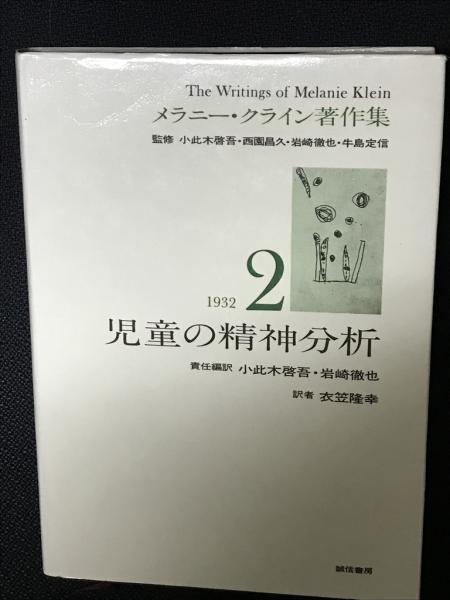 The Writings of Melanie Klein
メラニー・クライン著作集
監修 小此木啓吾・西園昌久・岩崎徹也・牛島定信
1932 2
児童の精神分析
責任編訳 小此木啓吾・岩崎徹也
訳者 衣笠隆幸
誠信書房